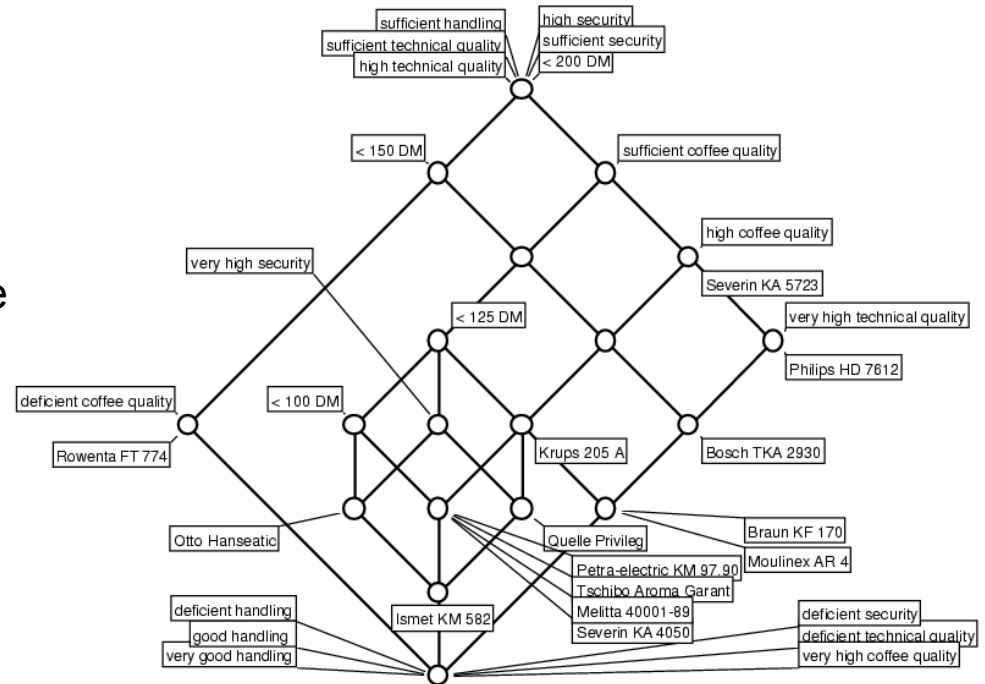 sufficient handling
high security
sufficient technical quality
sufficient security
high technical quality
< 200 DM
< 150 DM
sufficient coffee quality
high coffee quality
very high security
Severin KA 5723
e
< 125 DM
very high technical quality
Philips HD 7612
deficient coffee quality
< 100 DM
Rowenta FT 774
Krups 205 A
Bosch TKA 2930
Otto Hanseatic
Quelle Privileg
Braun KF 170
Moulinex AR 4
Petra-electric KM 97.90
Tschibo Aroma Garant
Melitta 40001-89
Severin KA 4050
Ismet KM 582
deficient handling
good handling
very good handling
deficient security
deficient technical quality
very high coffee quality